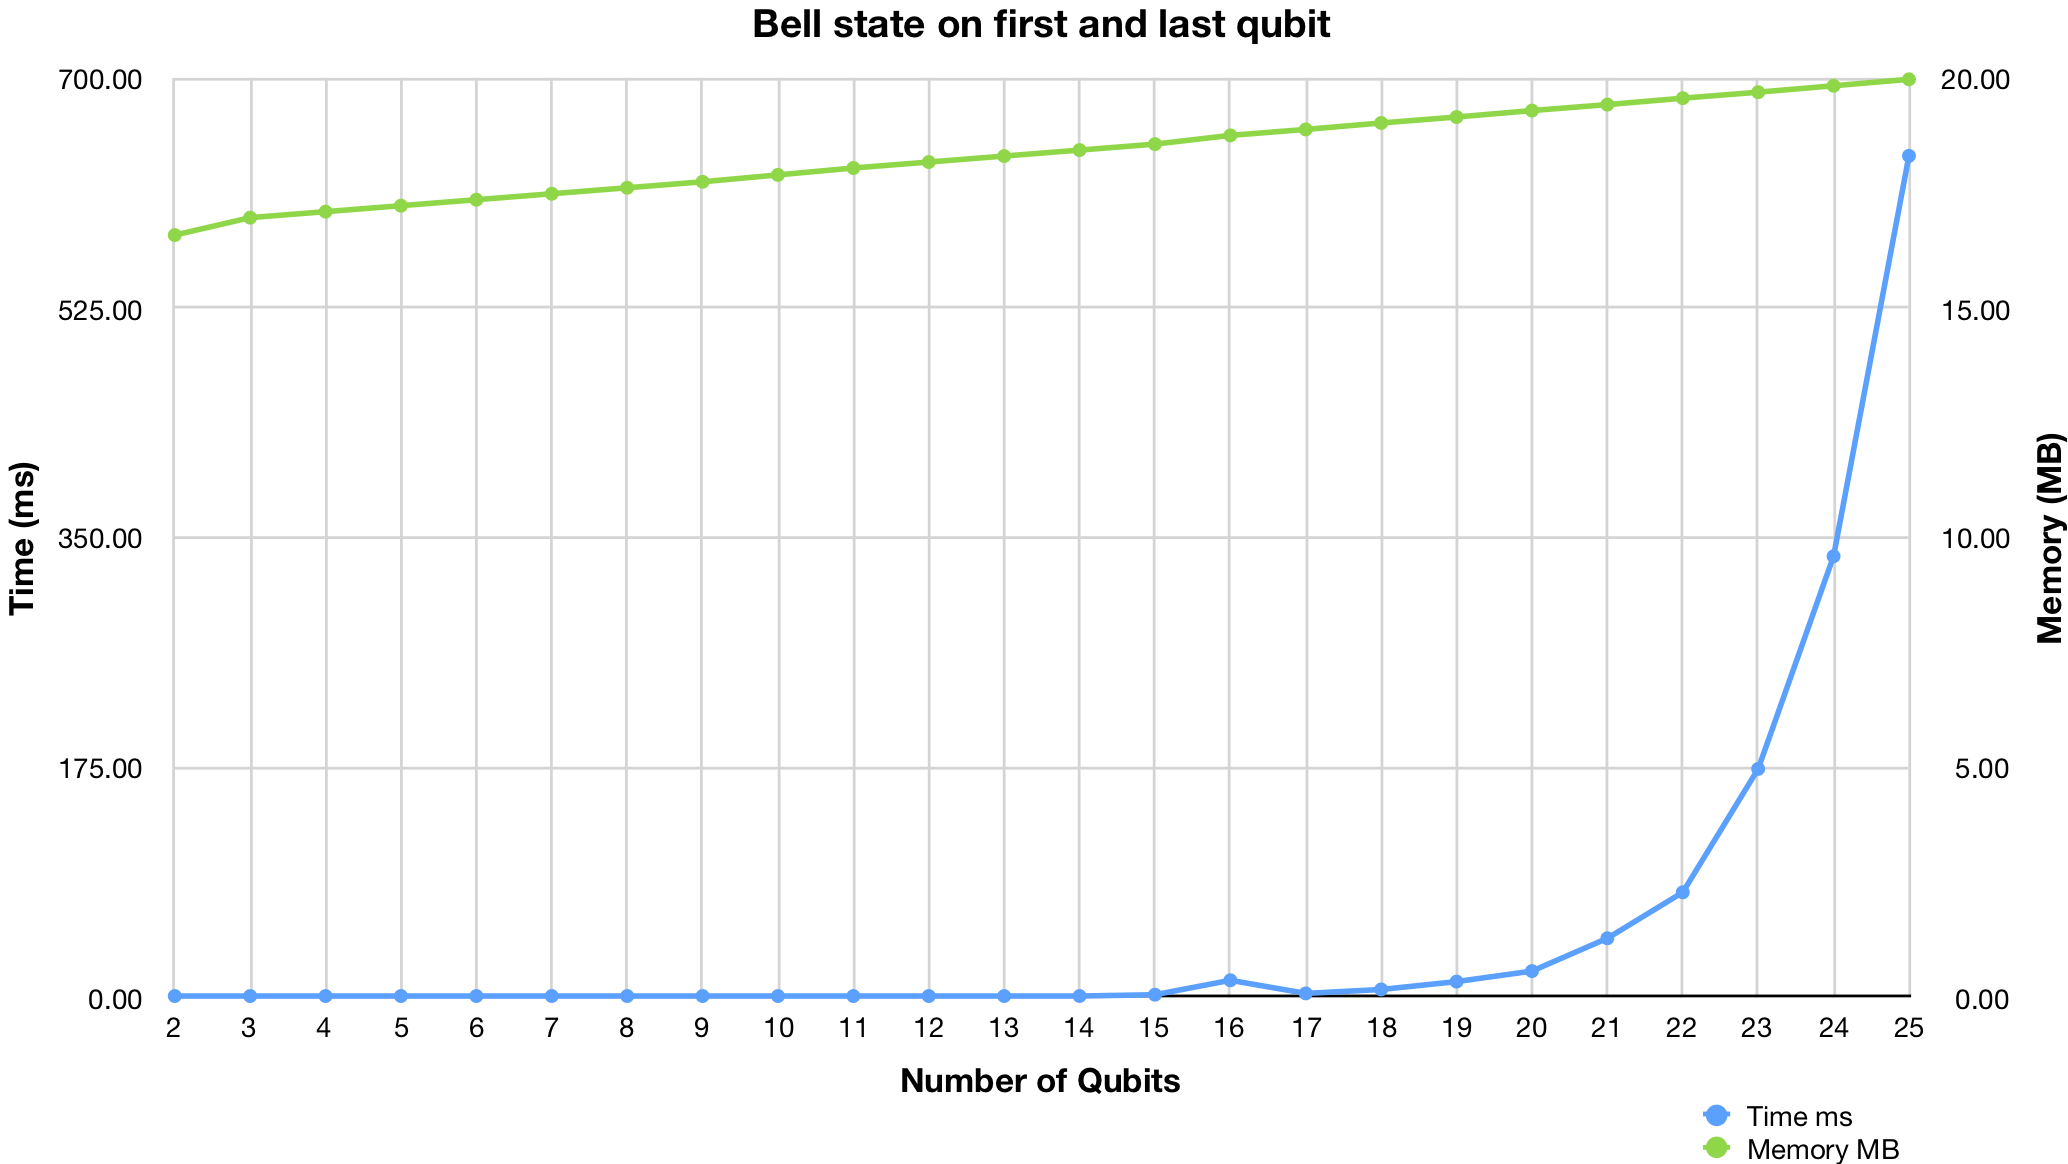 Bell state on first and last qubit
700.00
525.00
350.00
175.00
0.00
Time (ms)
20.00
15.00
10.00
5.00
0.00
Memory (MB)
2 3 4 5 6 7 8 9 10 11 12 13 14 15 16 17 18 19 20 21 22 23 24 25
Number of Qubits
Time ms
Memory MB